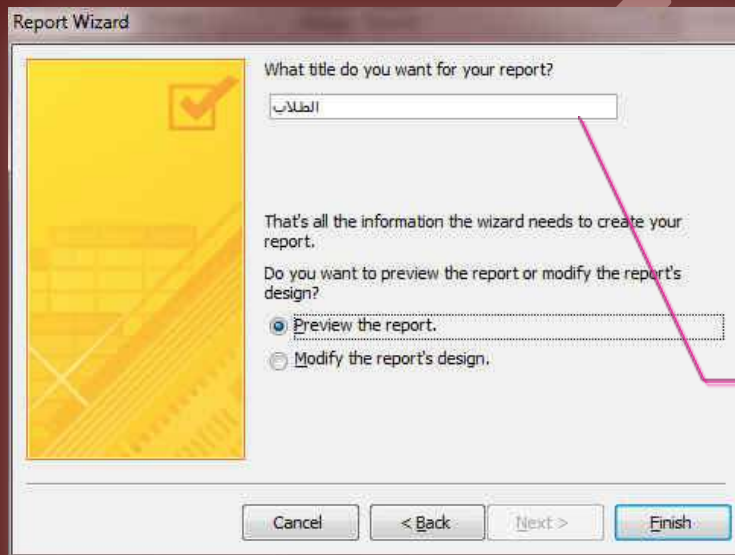 Report Wizard
What title do you want for your report?
الطلاب
That's all the information the wizard needs to create your
report.
Do you want to preview the report or modify the report's
design?
Preview the report.
Modify the report's design.
Cancel
< Back
Next >
Finish